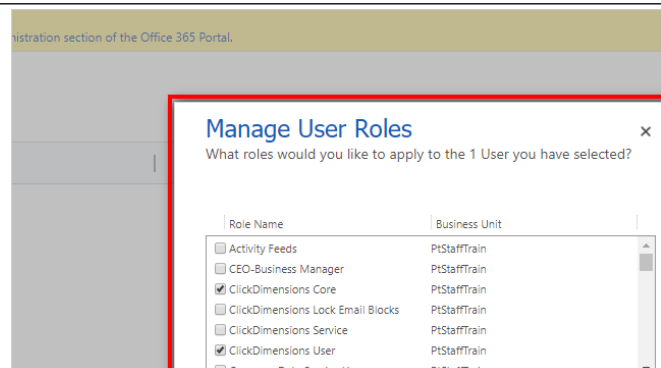 nistration section of the Office 365 Portal.
Manage User Roles
What roles would you like to apply to the 1 User you have selected?
Role Name Business Unit
Activity Feeds PtStaffTrain
CEO-Business Manager PtStaffTrain
ClickDimensions Core PtStaffTrain
ClickDimensions Lock Email Blocks PtStaffTrain
ClickDimensions Service PtStaffTrain
ClickDimensions User PtStaffTrain